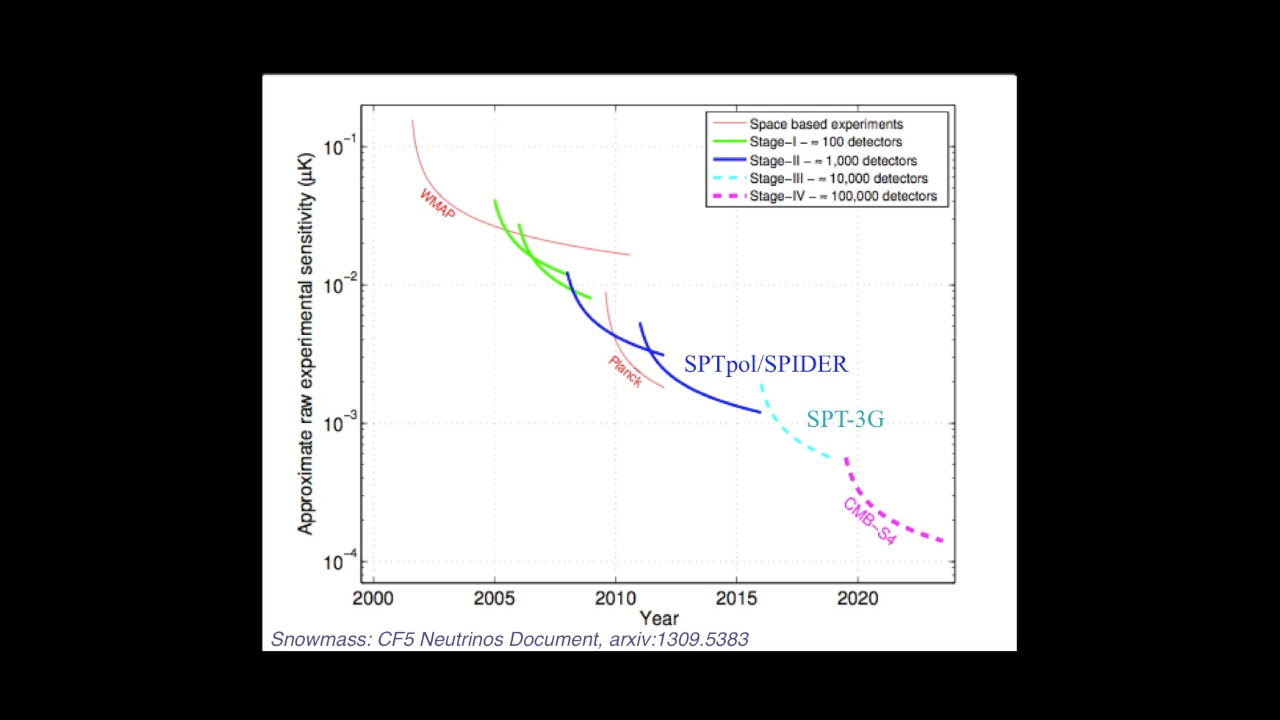 Space based experiments
Stage-I - ≈ 100 detectors
Stage-II - ≈ 1,000 detectors
Stage-III - ≈ 10,000 detectors
Stage-IV - ≈ 100,000 detectors
Approximate raw experimental sensitivity (μK)
10⁻¹
10⁻²
10⁻³
10⁻⁴
WMAP
Planck
SPTpol/SPIDER
SPT-3G
CMB-S4
2000 2005 2010 2015 2020
Year
Snowmass: CF5 Neutrinos Document, arxiv:1309.5383